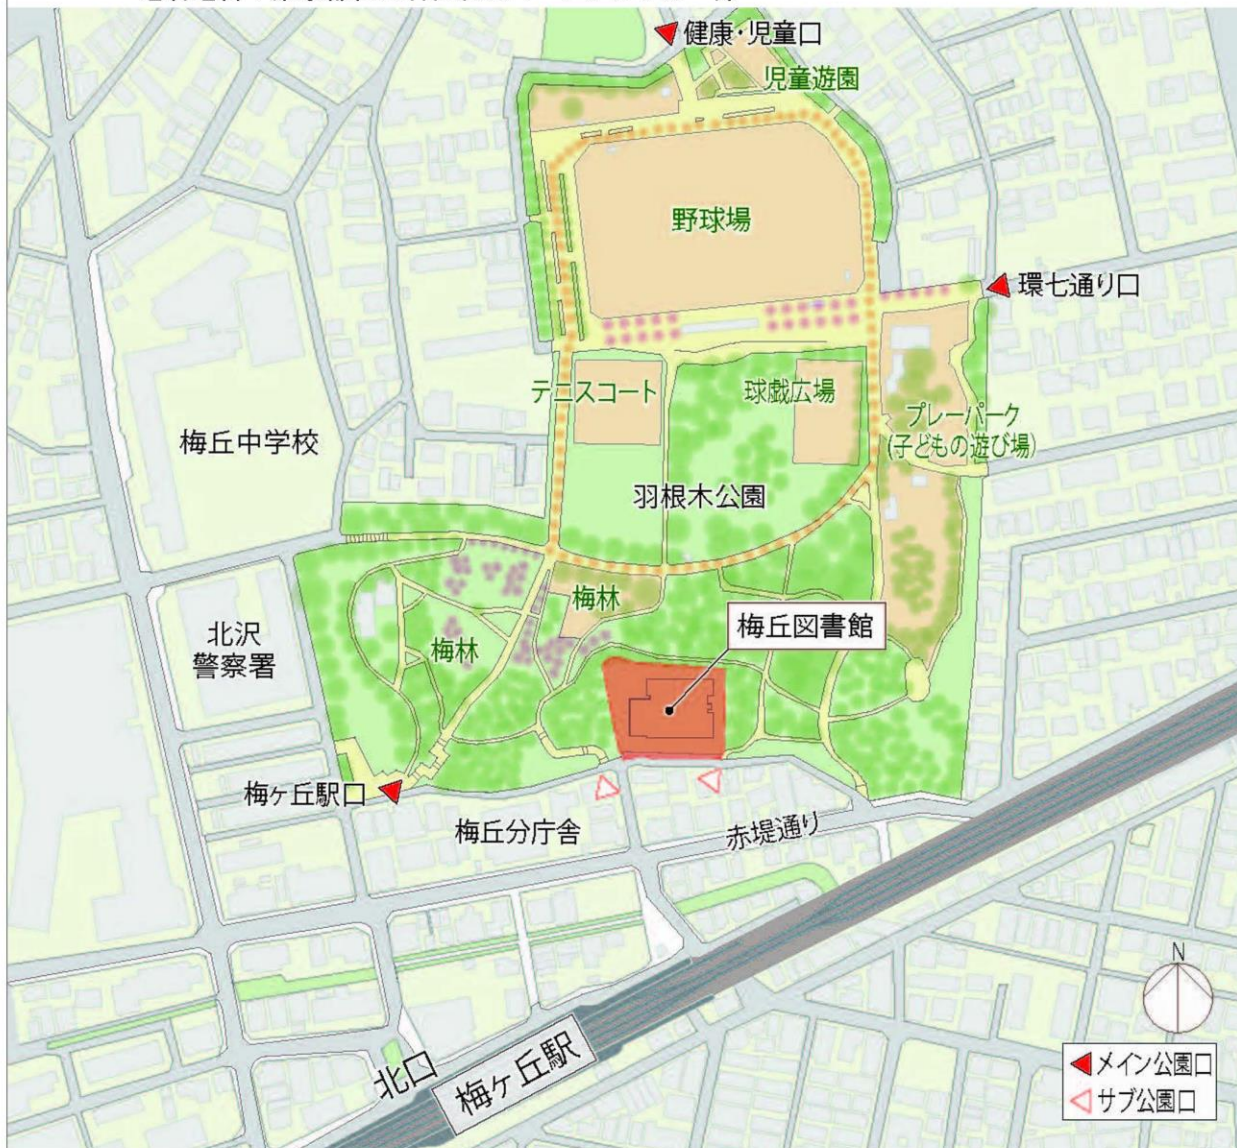 健康・児童口
児童遊園
野球場
環七通り口
テニスコート
球戯広場
プレーパーク
(子どもの遊び場)
梅丘中学校
羽根木公園
梅林
梅丘図書館
北沢
警察署
梅林
梅ヶ丘駅口
梅丘分庁舎
赤堤通り
N
北口
梅ヶ丘駅
メイン公園口
サブ公園口